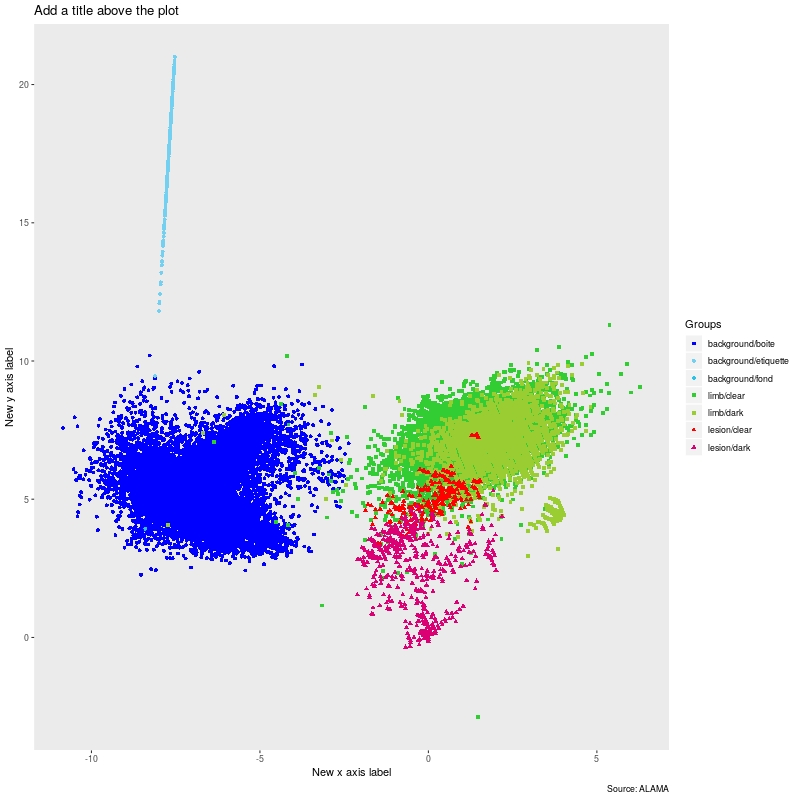 Add a title above the plot
20
15
10
5
0
New y axis label
-10
-5
0
5
New x axis label
Groups
background/boite
background/etiquette
background/fond
limb/clear
limb/dark
lesion/clear
lesion/dark
Source: ALAMA